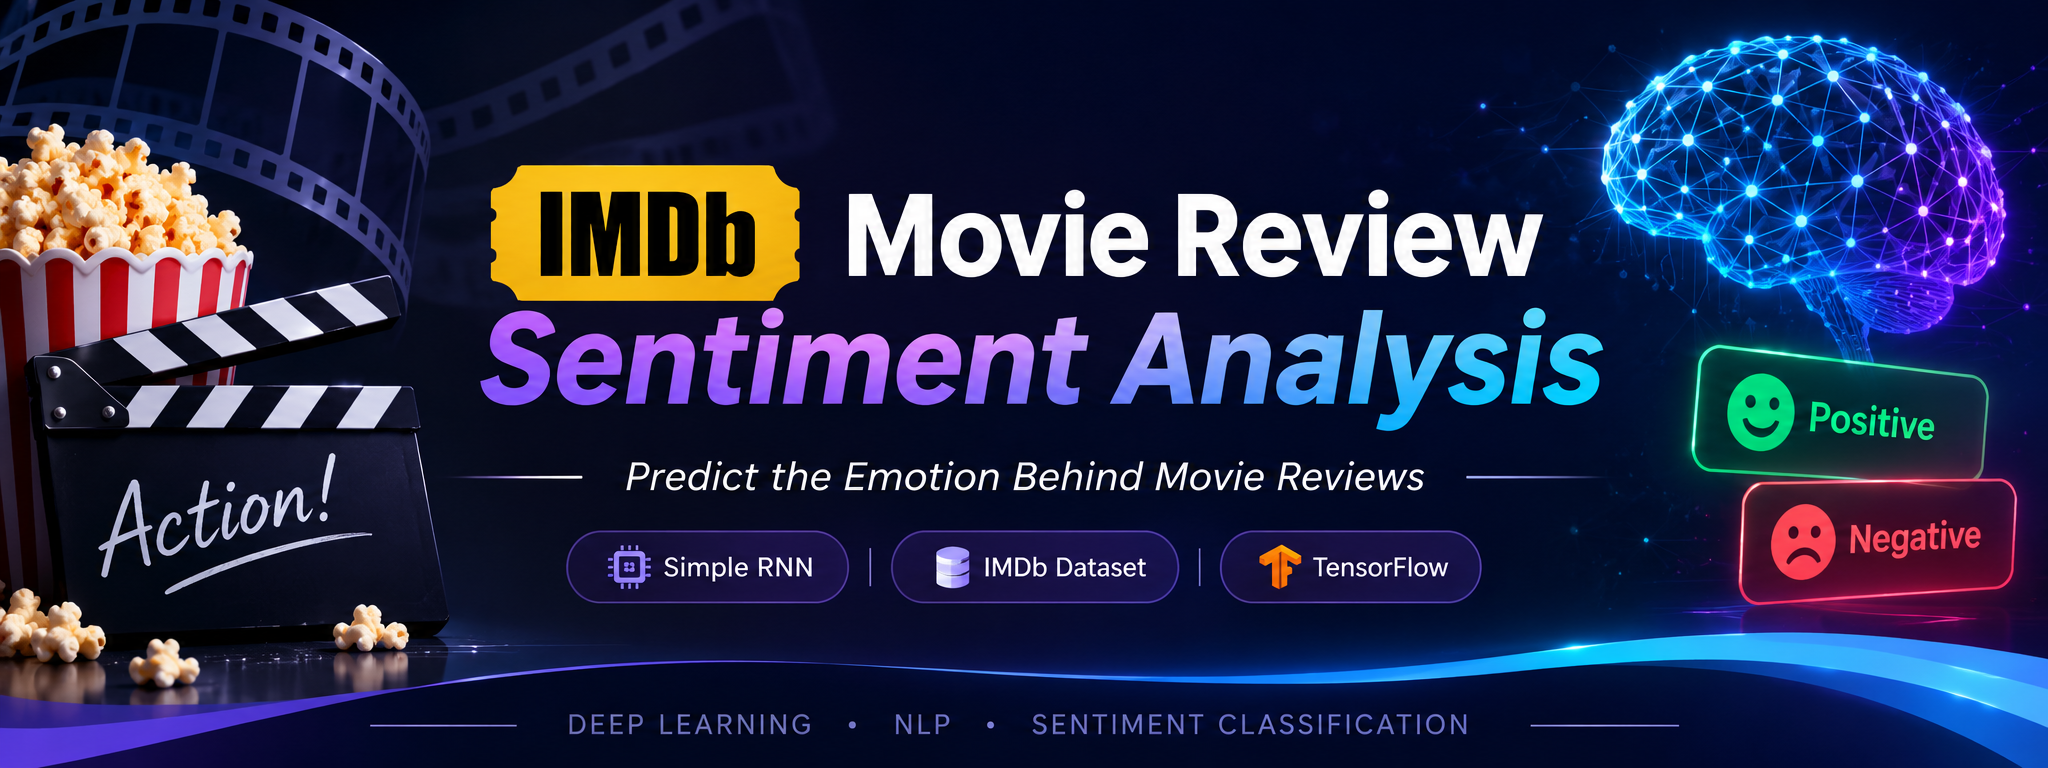 IMDb Movie Review
Sentiment Analysis
Predict the Emotion Behind Movie Reviews
Simple RNN
IMDb Dataset
TensorFlow
Action!
Positive
Negative
DEEP LEARNING • NLP • SENTIMENT CLASSIFICATION